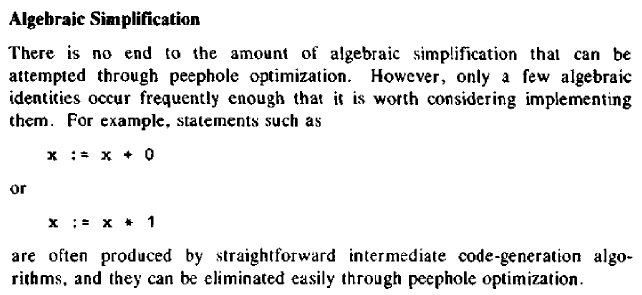 Algebraic Simplification
There is no end to the amount of algebraic simplification that can be
attempted through peephole optimization. However, only a few algebraic
identities occur frequently enough that it is worth considering implementing
them. For example, statements such as
x := x + 0
or
x := x * 1
are often produced by straightforward intermediate code-generation algo-
rithms, and they can be eliminated easily through peephole optimization.